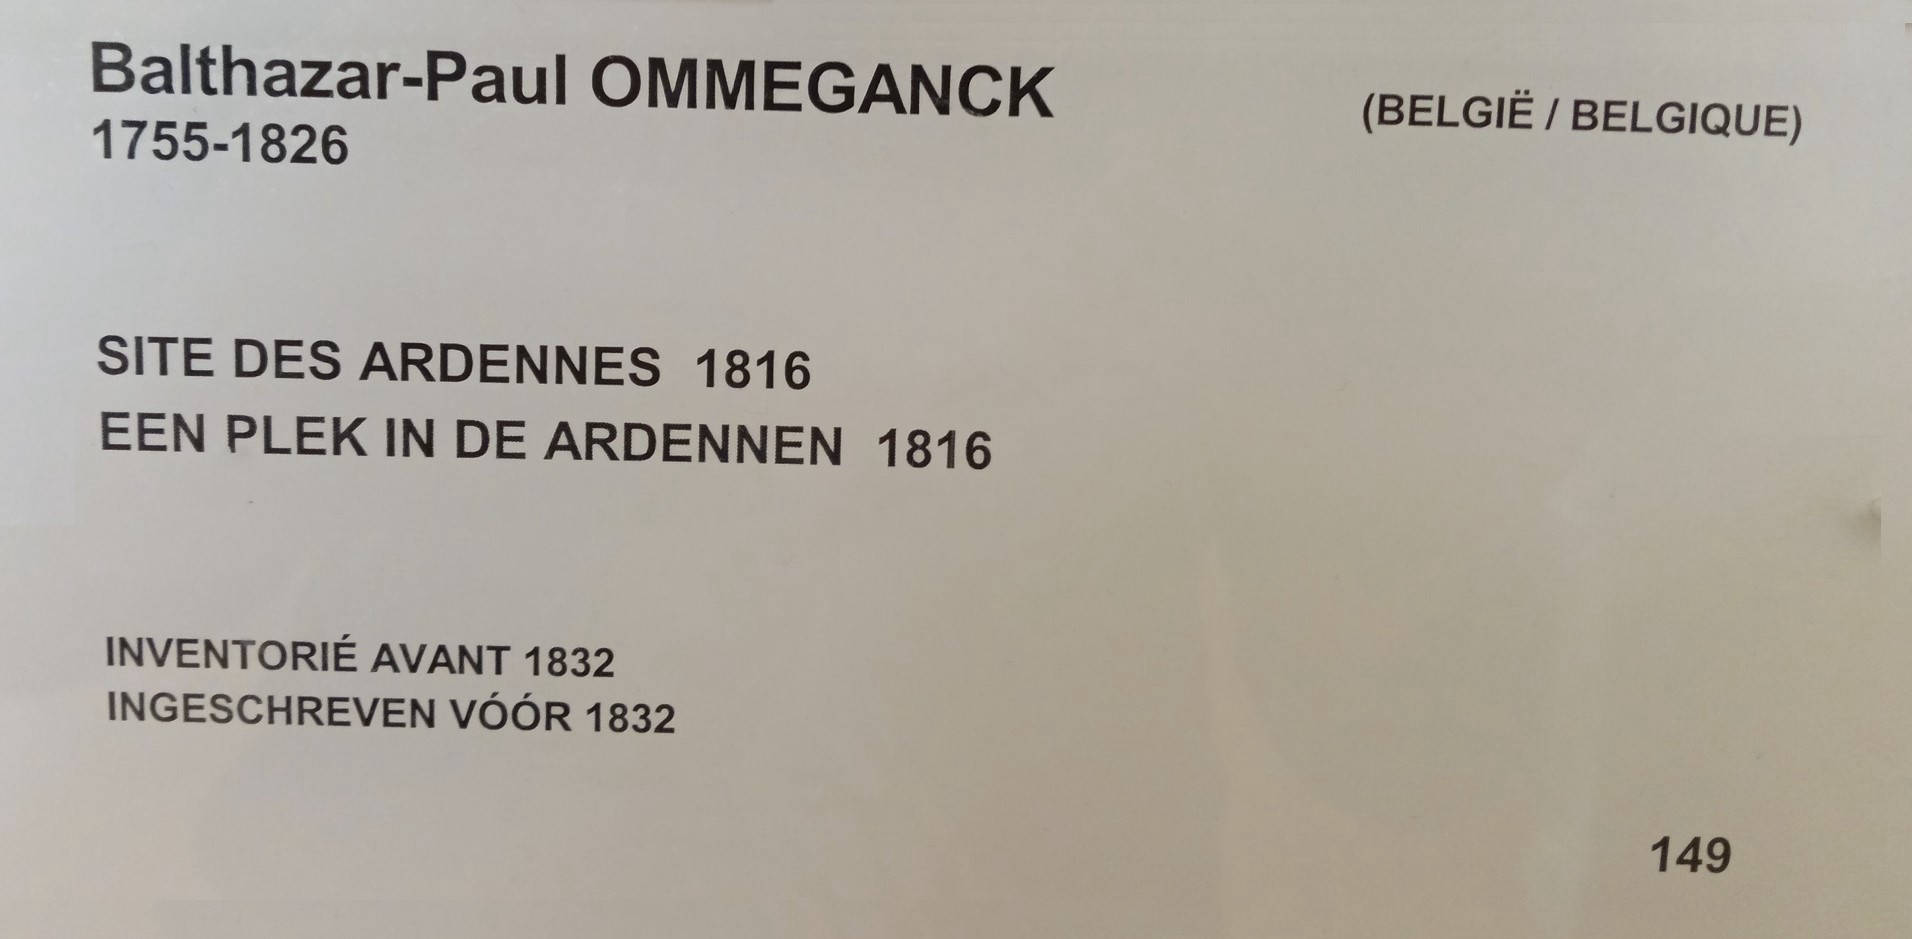 Balthazar-Paul OMMEGANCK
(BELGIË / BELGIQUE)
1755-1826
SITE DES ARDENNES 1816
EEN PLEK IN DE ARDENNEN 1816
INVENTORIÉ AVANT 1832
INGESCHREVEN VÓÓR 1832
149